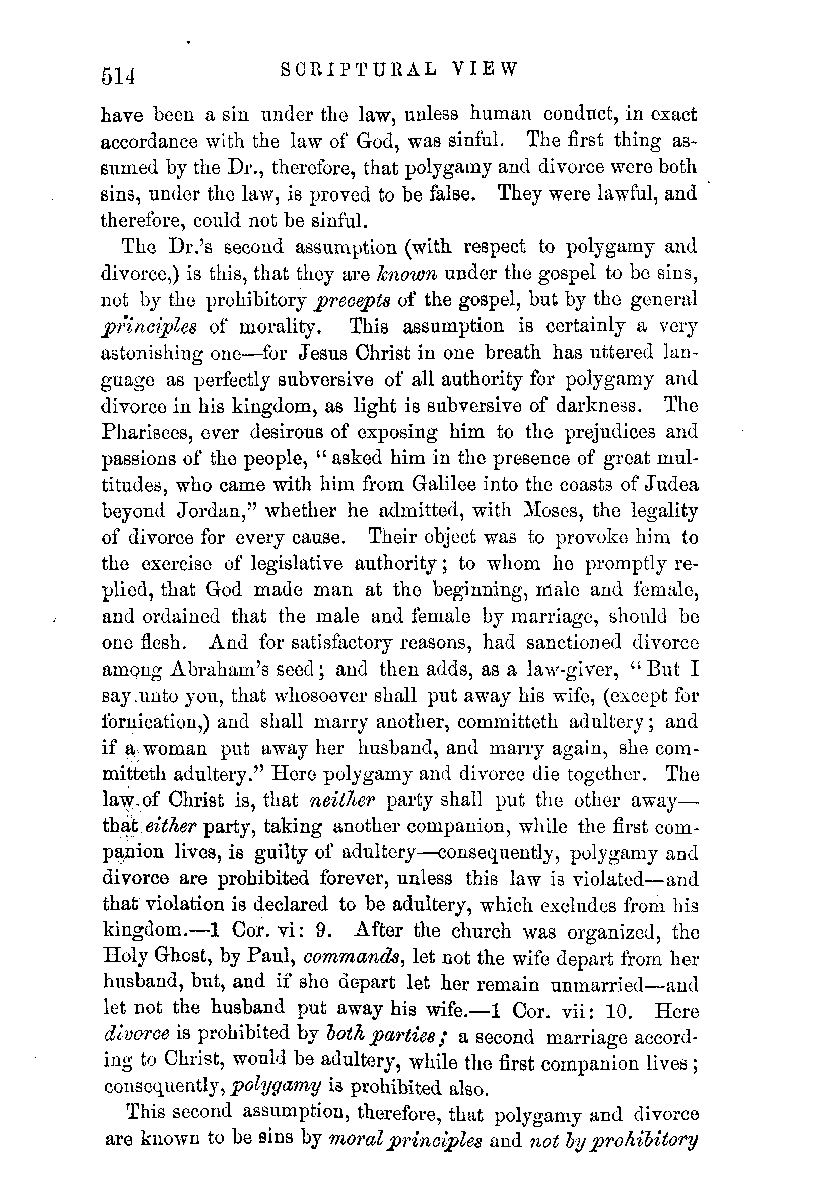 514 SCRIPTURAL VIEW
have been a sin under the law, unless human conduct, in exact
accordance with the law of God, was sinful. The first thing as-
sumed by the Dr., therefore, that polygamy and divorce were both
sins, under the law, is proved to be false. They were lawful, and
therefore, could not be sinful.
The Dr.'s second assumption (with respect to polygamy and
divorce,) is this, that they are known under the gospel to be sins,
not by the prohibitory precepts of the gospel, but by the general
principles of morality. This assumption is certainly a very
astonishing one—for Jesus Christ in one breath has uttered lan-
guage as perfectly subversive of all authority for polygamy and
divorce in his kingdom, as light is subversive of darkness. The
Pharisees, ever desirous of exposing him to the prejudices and
passions of the people, "asked him in the presence of great mul-
titudes, who came with him from Galilee into the coasts of Judea
beyond Jordan," whether he admitted, with Moses, the legality
of divorce for every cause. Their object was to provoke him to
the exercise of legislative authority; to whom he promptly re-
plied, that God made man at the beginning, male and female,
and ordained that the male and female by marriage, should be
one flesh. And for satisfactory reasons, had sanctioned divorce
among Abraham's seed; and then adds, as a law-giver, "But I
say unto you, that whosoever shall put away his wife, (except for
fornication,) and shall marry another, committeth adultery; and
if a woman put away her husband, and marry again, she com-
mitteth adultery." Here polygamy and divorce die together. The
law of Christ is, that neither party shall put the other away—
that either party, taking another companion, while the first com-
panion lives, is guilty of adultery—consequently, polygamy and
divorce are prohibited forever, unless this law is violated—and
that violation is declared to be adultery, which excludes from his
kingdom.—1 Cor. vi: 9. After the church was organized, the
Holy Ghost, by Paul, commands, let not the wife depart from her
husband, but, and if she depart let her remain unmarried—and
let not the husband put away his wife.—1 Cor. vii: 10. Here
divorce is prohibited by both parties; a second marriage accord-
ing to Christ, would be adultery, while the first companion lives;
consequently, polygamy is prohibited also.
This second assumption, therefore, that polygamy and divorce
are known to be sins by moral principles and not by prohibitory